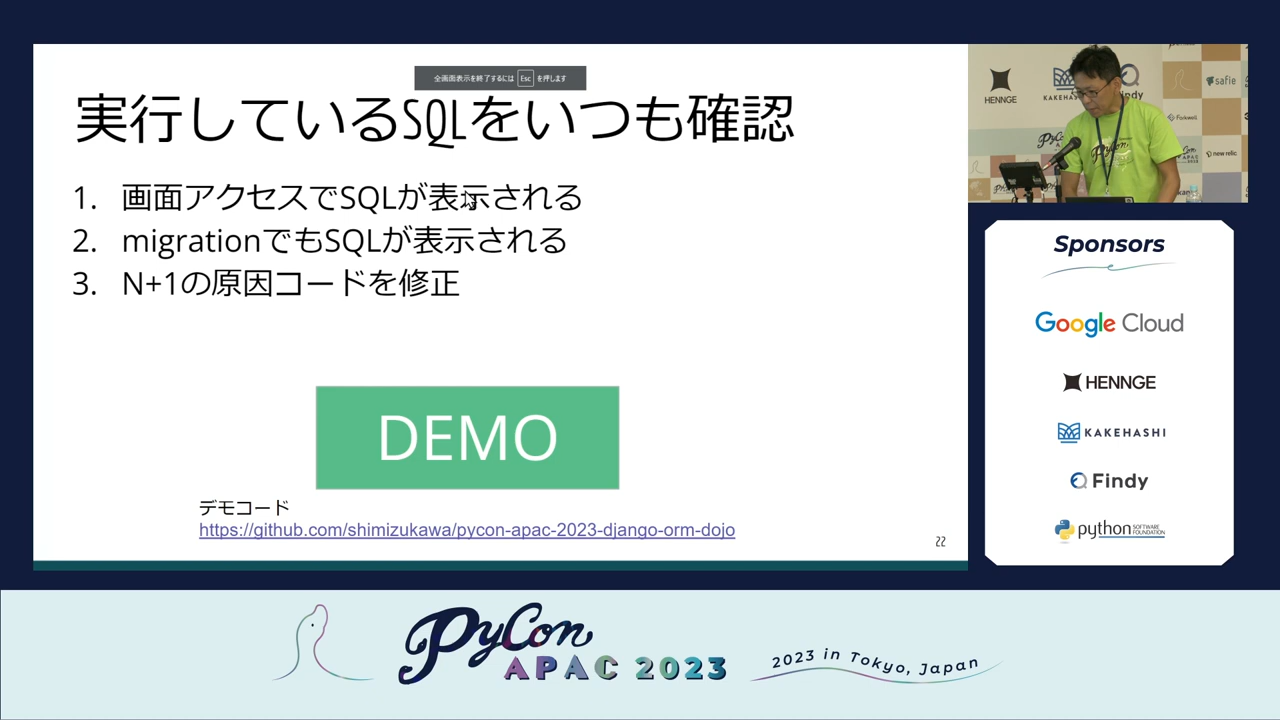 全画面表示を終了するには Esc を押します
実行しているSQLをいつも確認
1. 画面アクセスでSQLが表示される
2. migrationでもSQLが表示される
3. N+1の原因コードを修正
DEMO
デモコード
https://github.com/shimizukawa/pycon-apac-2023-django-orm-dojo
22
HENNGE
safie
Forkwell
new relic
Sponsors
Google Cloud
HENNGE
KAKEHASHI
Findy
python SOFTWARE FOUNDATION
PyCon
APAC 2023
2023 in Tokyo, Japan